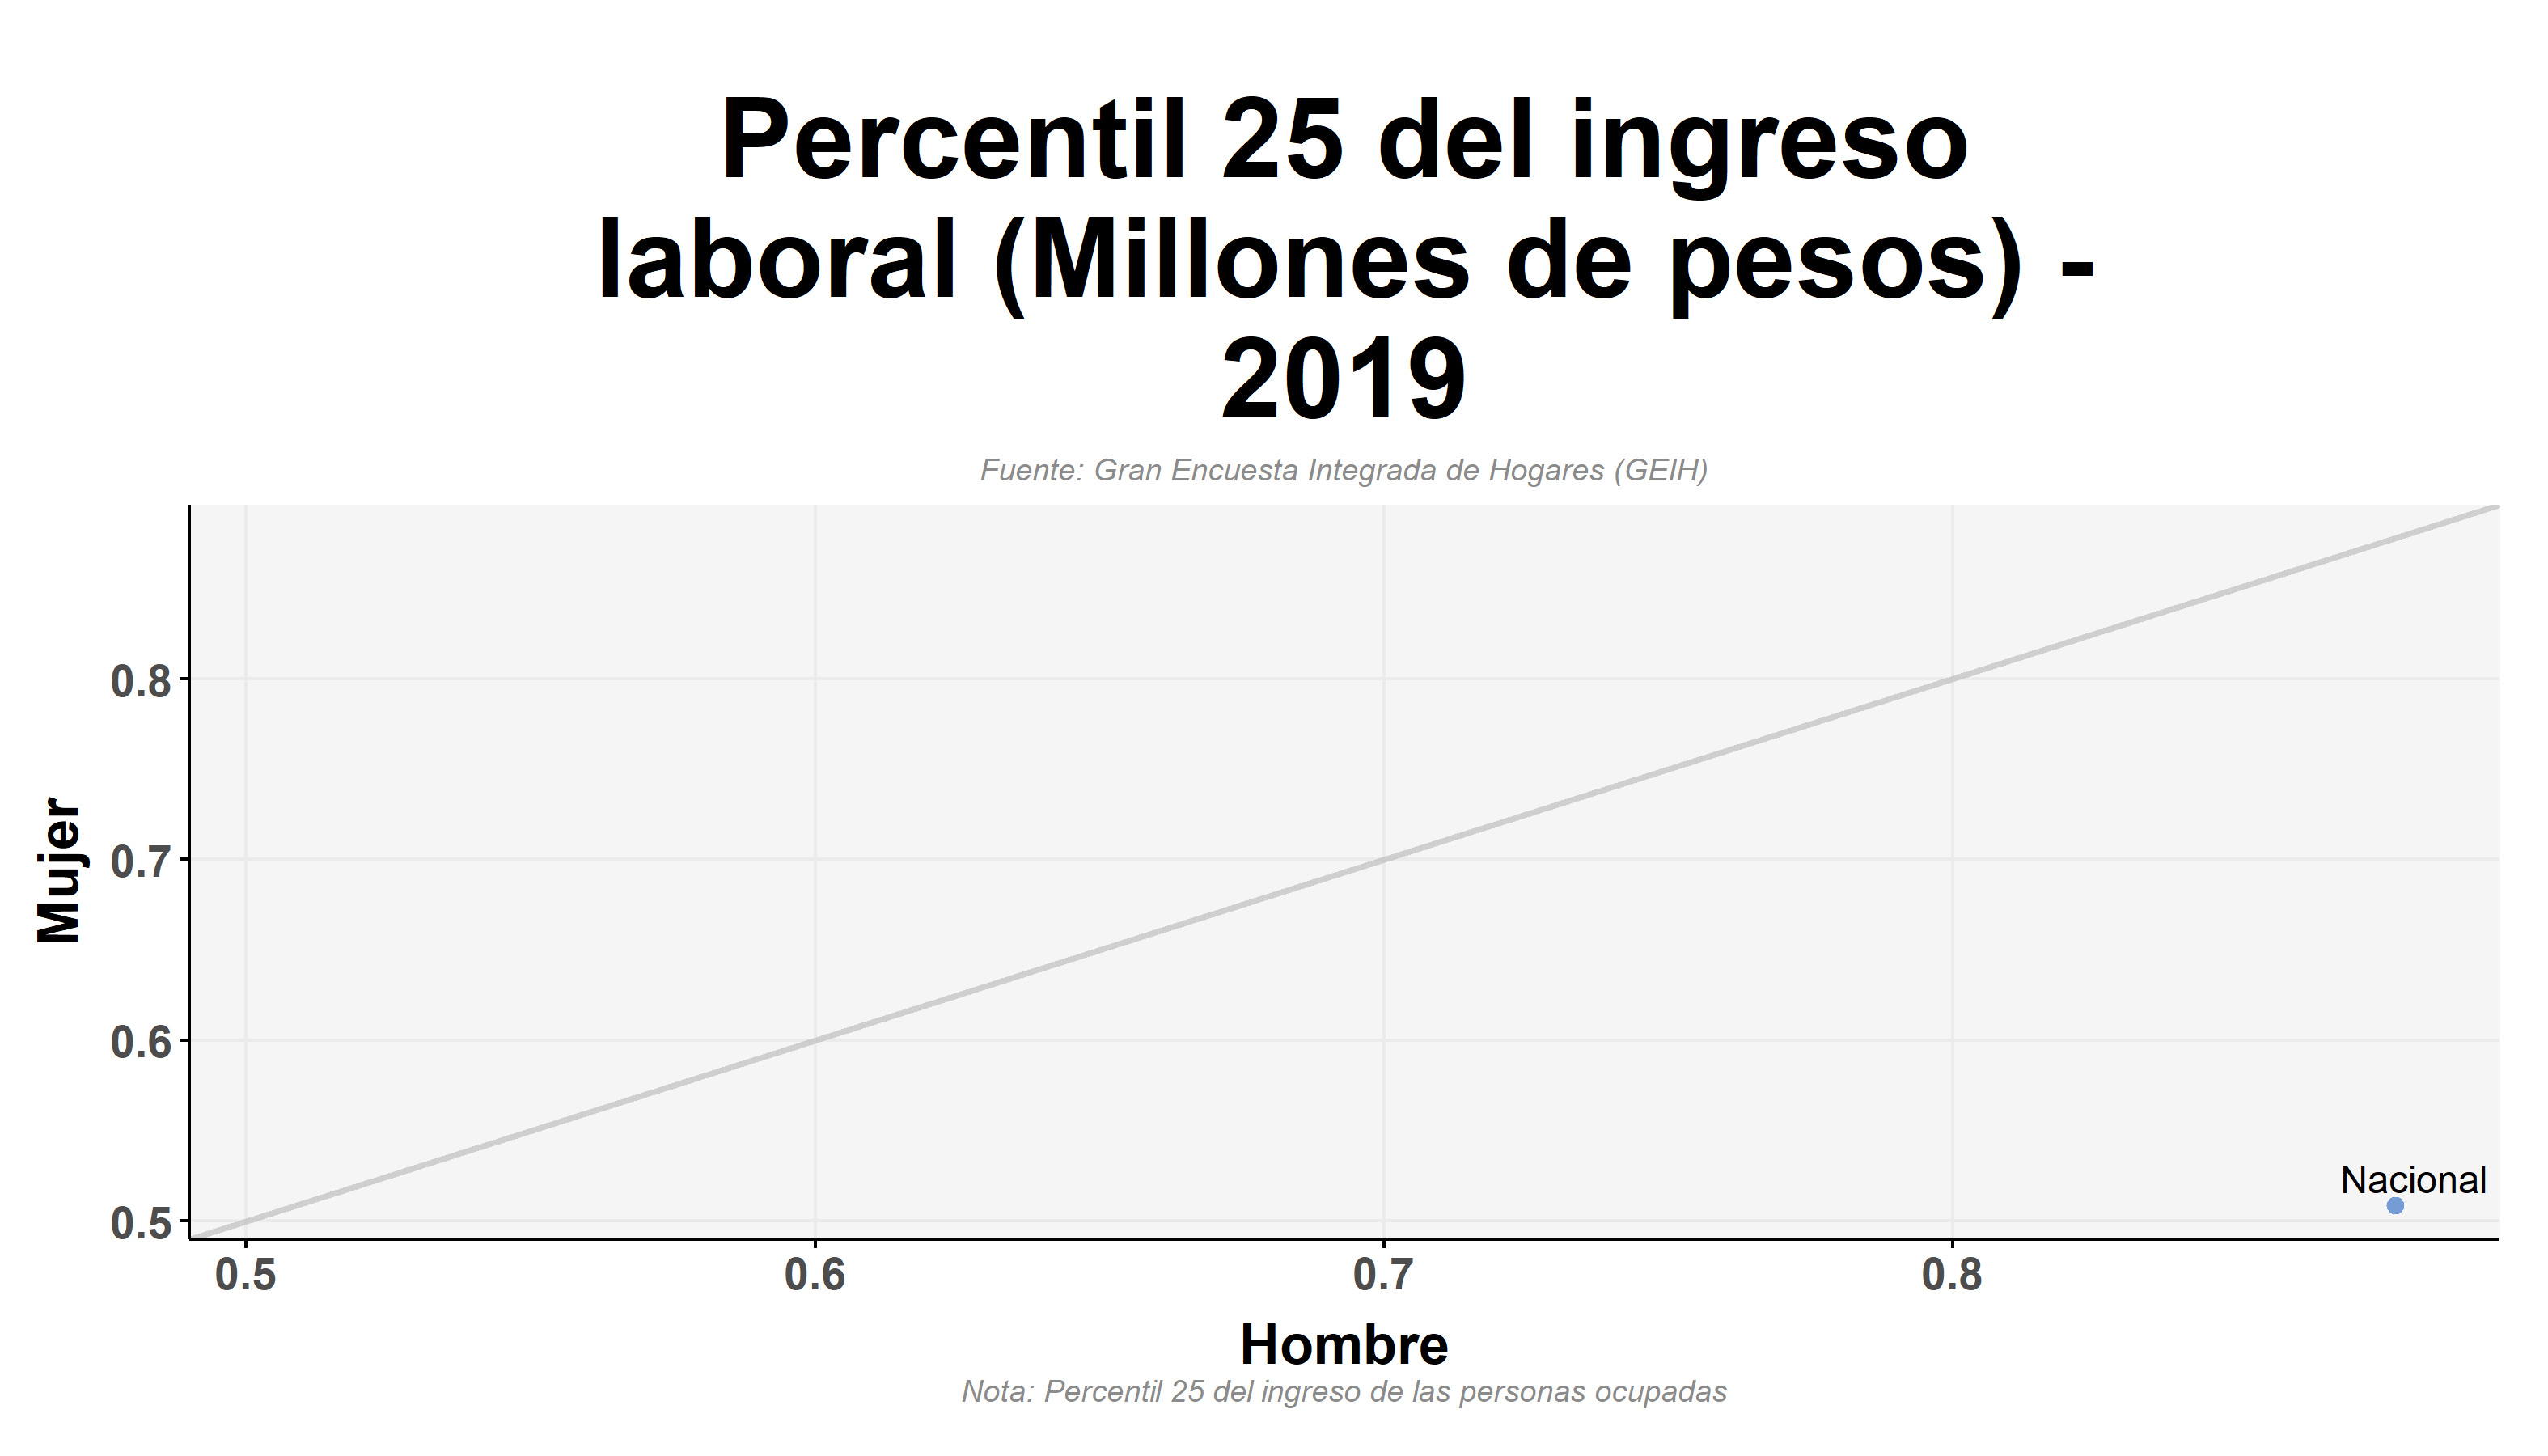 Percentil 25 del ingreso
laboral (Millones de pesos) -
2019
Fuente: Gran Encuesta Integrada de Hogares (GEIH)
Mujer
0.8
0.7
0.6
0.5
Nacional
0.5 0.6 0.7 0.8
Hombre
Nota: Percentil 25 del ingreso de las personas ocupadas